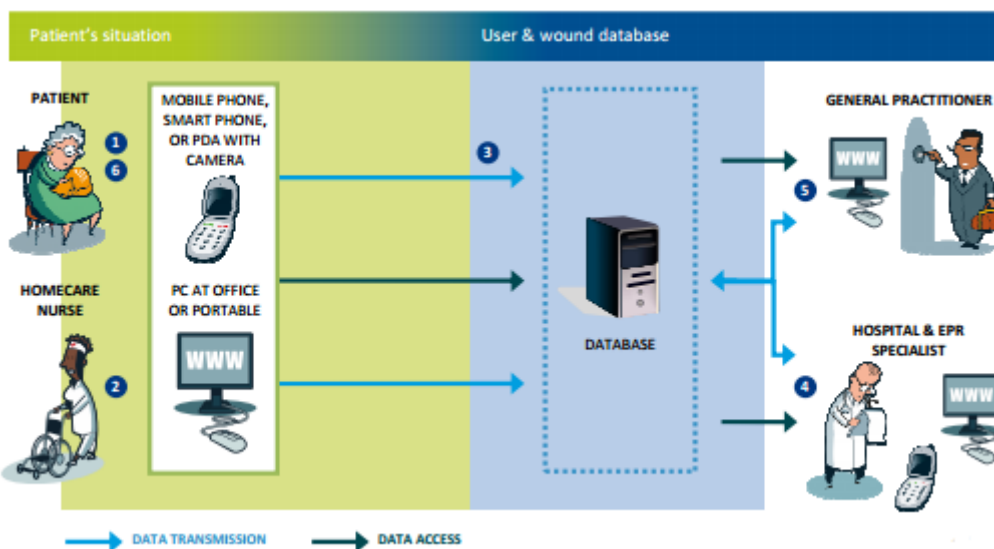 Patient's situation
User & wound database
PATIENT
1
6
MOBILE PHONE,
SMART PHONE,
OR PDA WITH
CAMERA
3
GENERAL PRACTITIONER
WWW
5
HOMECARE
NURSE
2
PC AT OFFICE
OR PORTABLE
WWW
DATABASE
HOSPITAL & EPR
SPECIALIST
4
WWW
DATA TRANSMISSION
DATA ACCESS